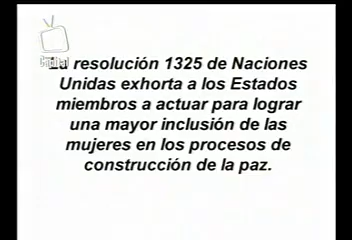 La resolución 1325 de Naciones
Unidas exhorta a los Estados
miembros a actuar para lograr
una mayor inclusión de las
mujeres en los procesos de
construcción de la paz.